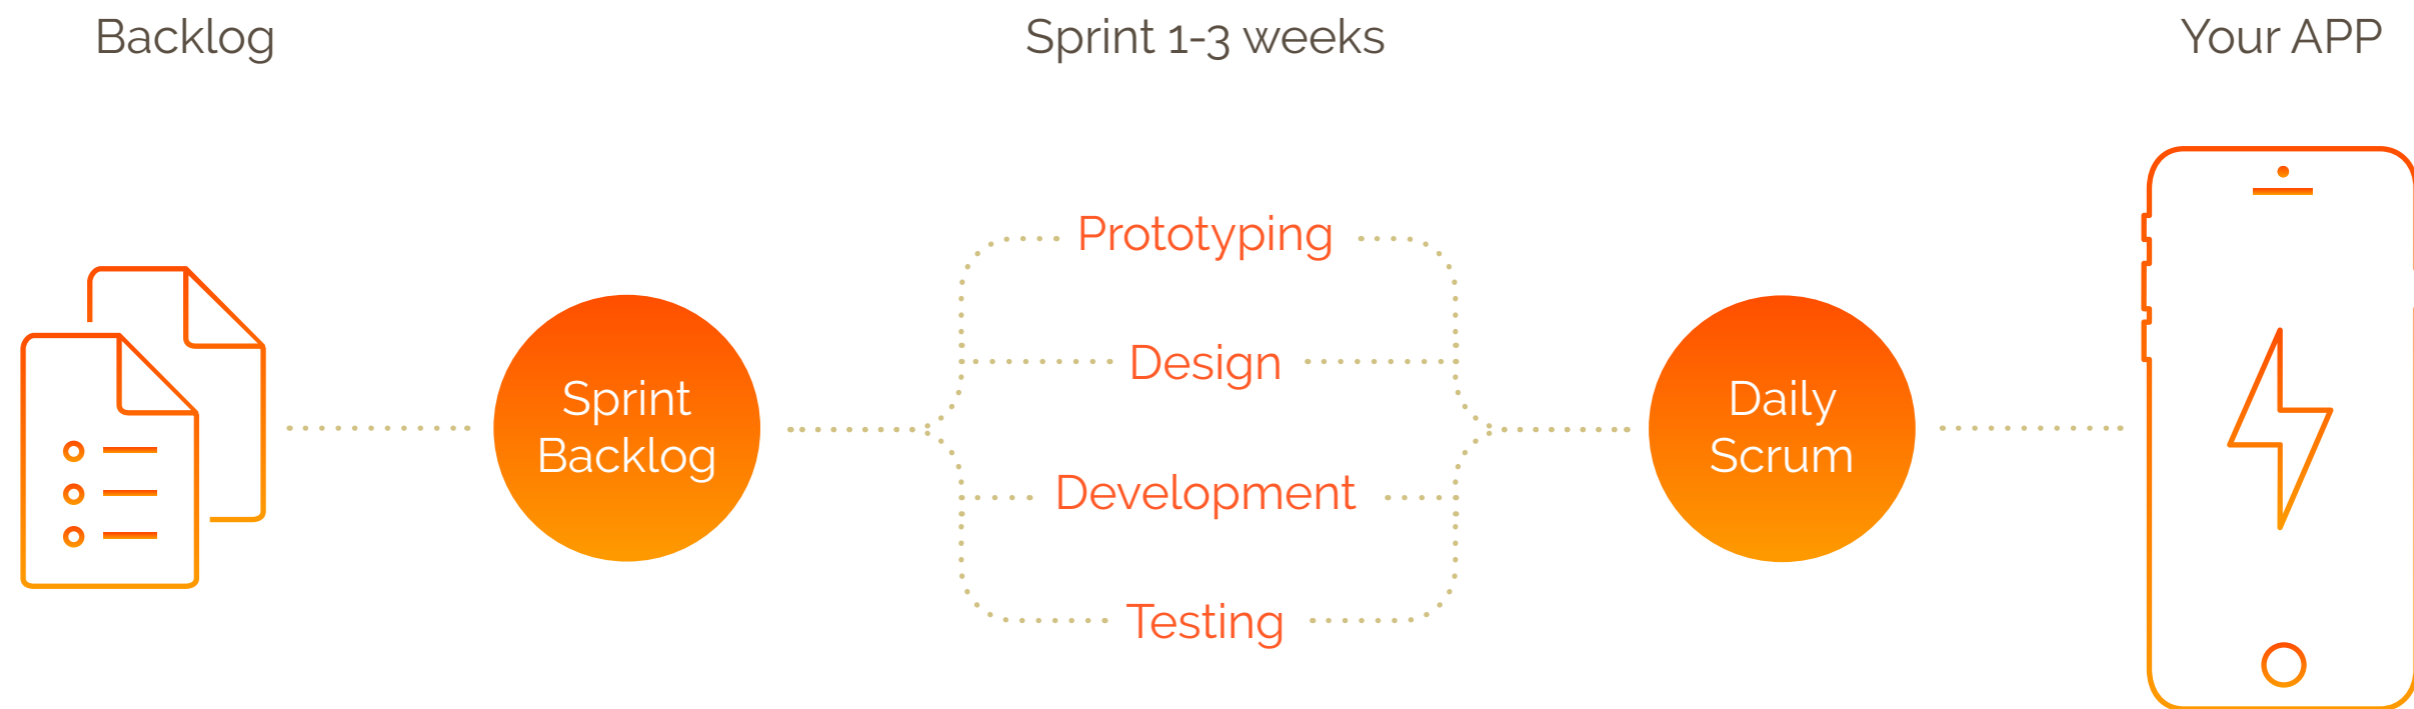 Backlog
Sprint 1-3 weeks
Your APP
Sprint
Backlog
Prototyping
Design
Development
Testing
Daily
Scrum